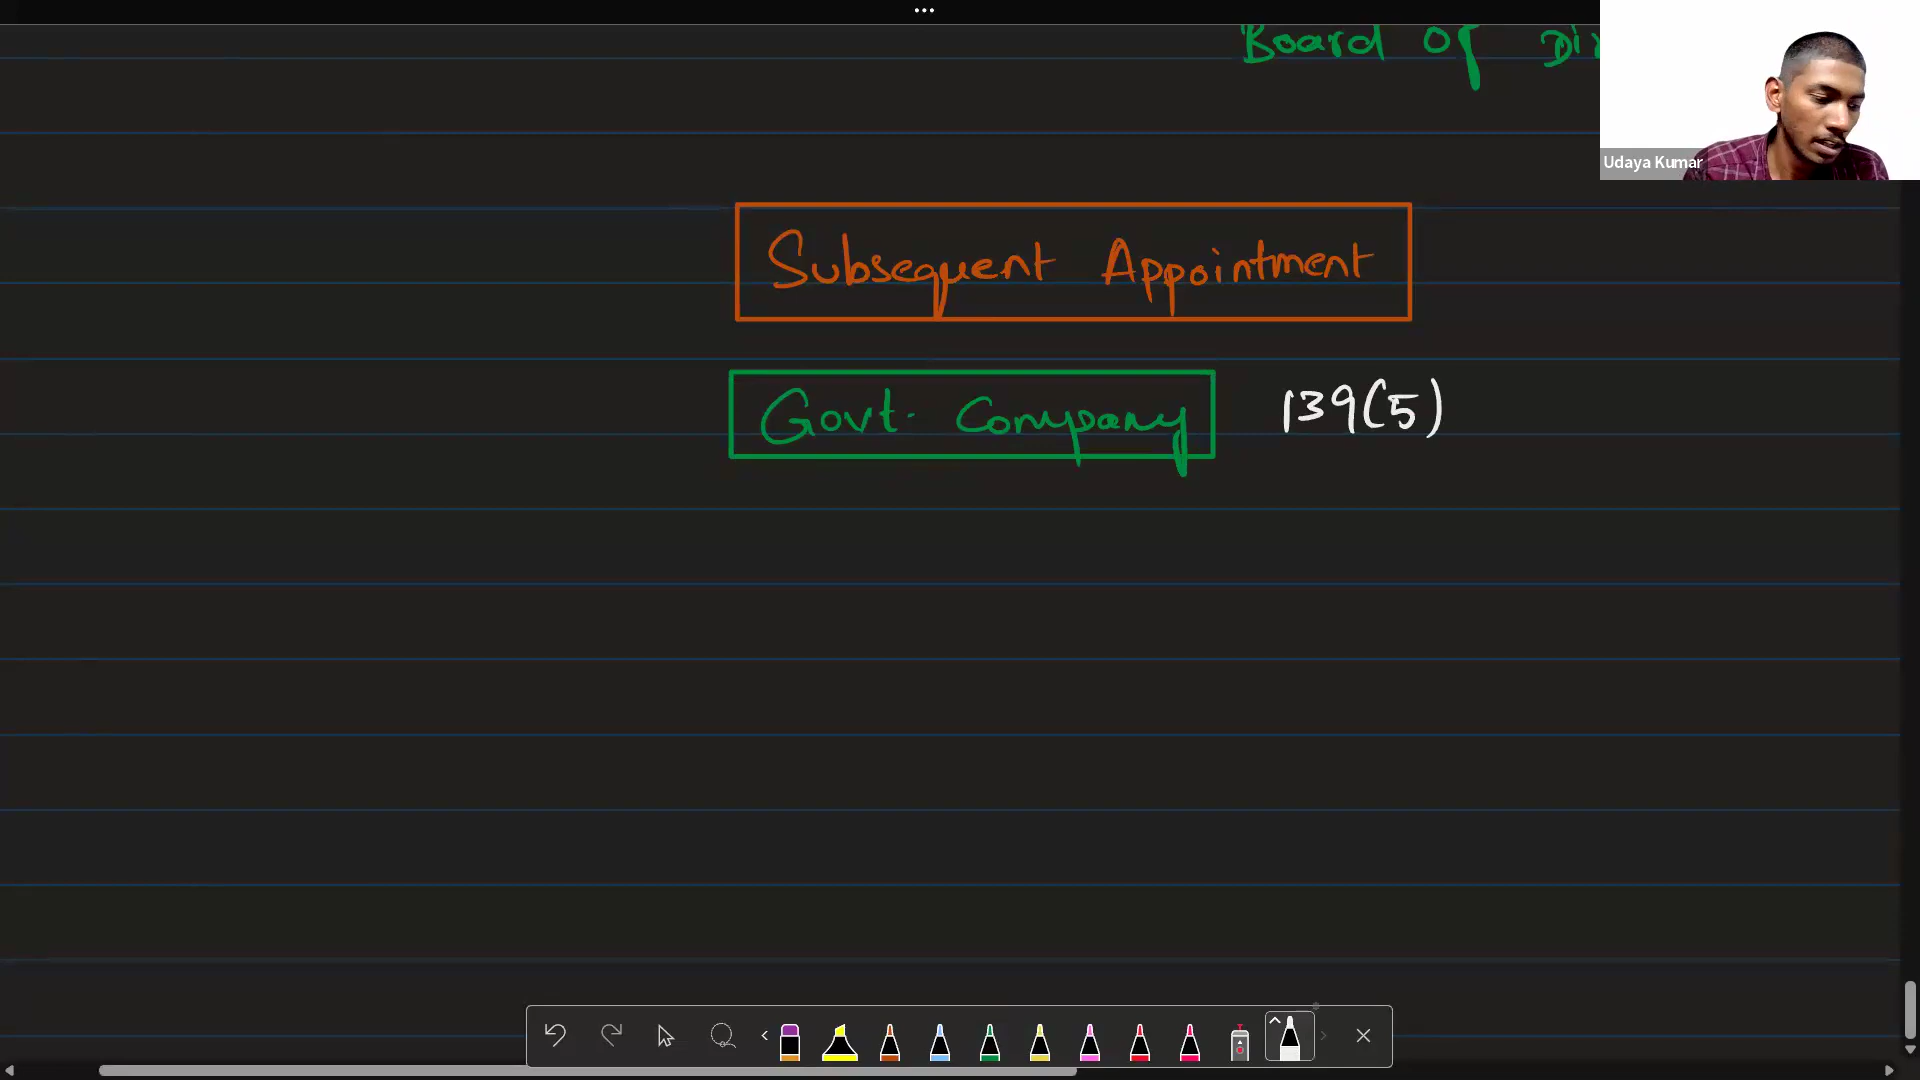 Board of
Udaya Kumar
Subsequent Appointment
Govt. Company 139(5)